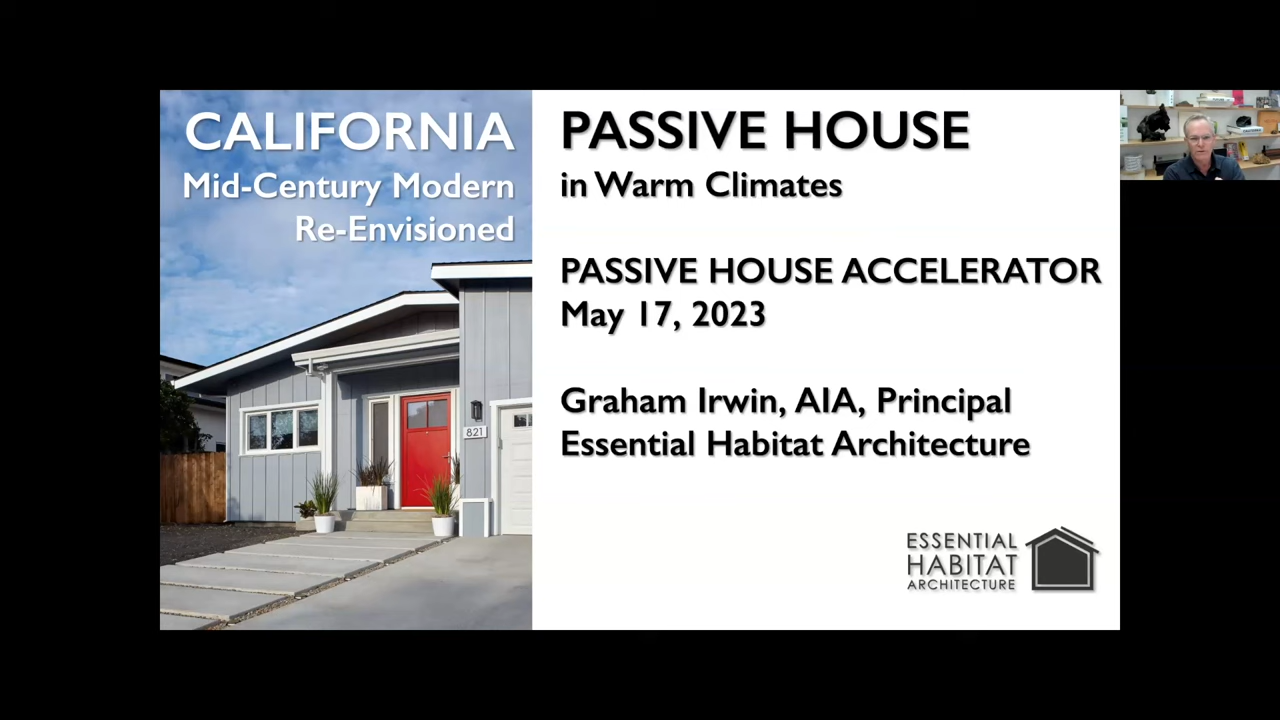 CALIFORNIA
Mid-Century Modern
Re-Envisioned
821
PASSIVE HOUSE
in Warm Climates
PASSIVE HOUSE ACCELERATOR
May 17, 2023
Graham Irwin, AIA, Principal
Essential Habitat Architecture
ESSENTIAL
HABITAT
ARCHITECTURE